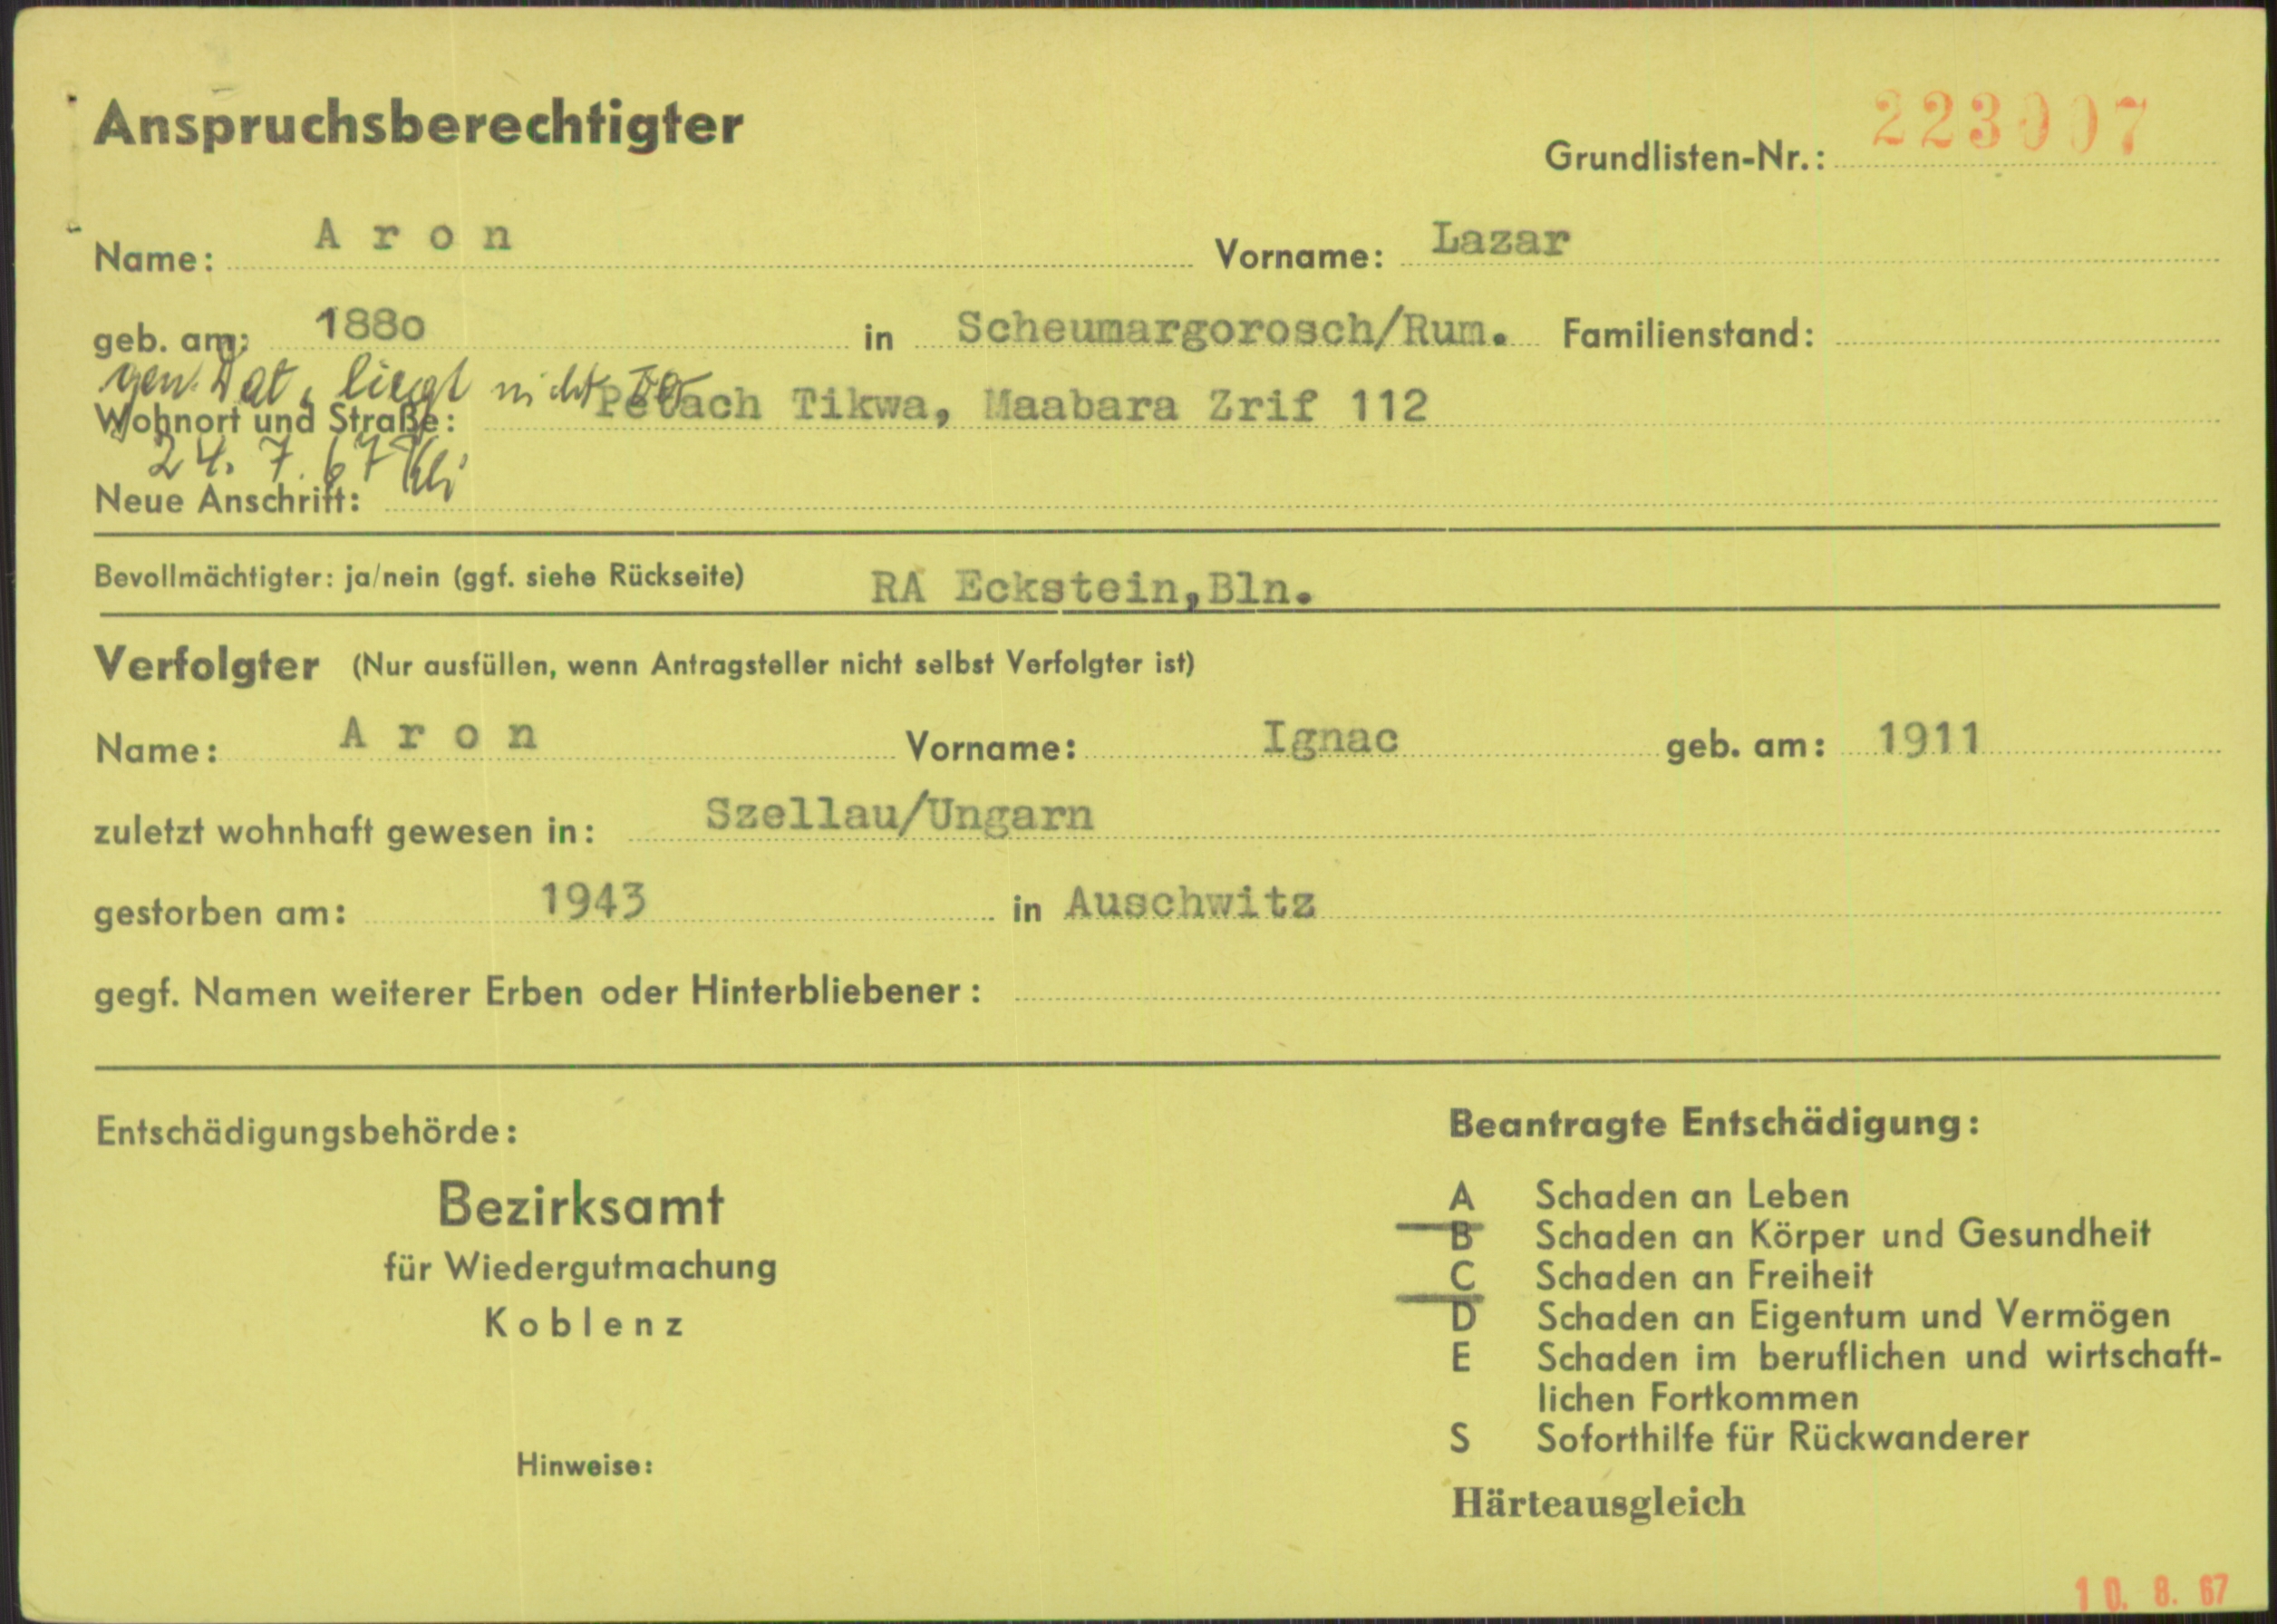 Anspruchsberechtigter
Grundlisten-Nr.: 223007
Name: Aron Vorname: Lazar
geb. am: 1880 in Scheumargorosch/Rum. Familienstand:
gen. Dat. liegt nicht vor
Wohnort und Straße: Petach Tikwa, Maabara Zrif 112
24. 7. 67
Neue Anschrift:
Bevollmächtigter: ja/nein (ggf. siehe Rückseite) RA Eckstein,Bln.
Verfolgter (Nur ausfüllen, wenn Antragsteller nicht selbst Verfolgter ist)
Name: Aron Vorname: Ignac geb. am: 1911
zuletzt wohnhaft gewesen in: Szellau/Ungarn
gestorben am: 1943 in Auschwitz
gegf. Namen weiterer Erben oder Hinterbliebener:
Entschädigungsbehörde:
Bezirksamt
für Wiedergutmachung
Koblenz
Hinweise:
Beantragte Entschädigung:
A Schaden an Leben
B Schaden an Körper und Gesundheit
C Schaden an Freiheit
D Schaden an Eigentum und Vermögen
E Schaden im beruflichen und wirtschaft-
lichen Fortkommen
S Soforthilfe für Rückwanderer
Härteausgleich
10. 8. 67